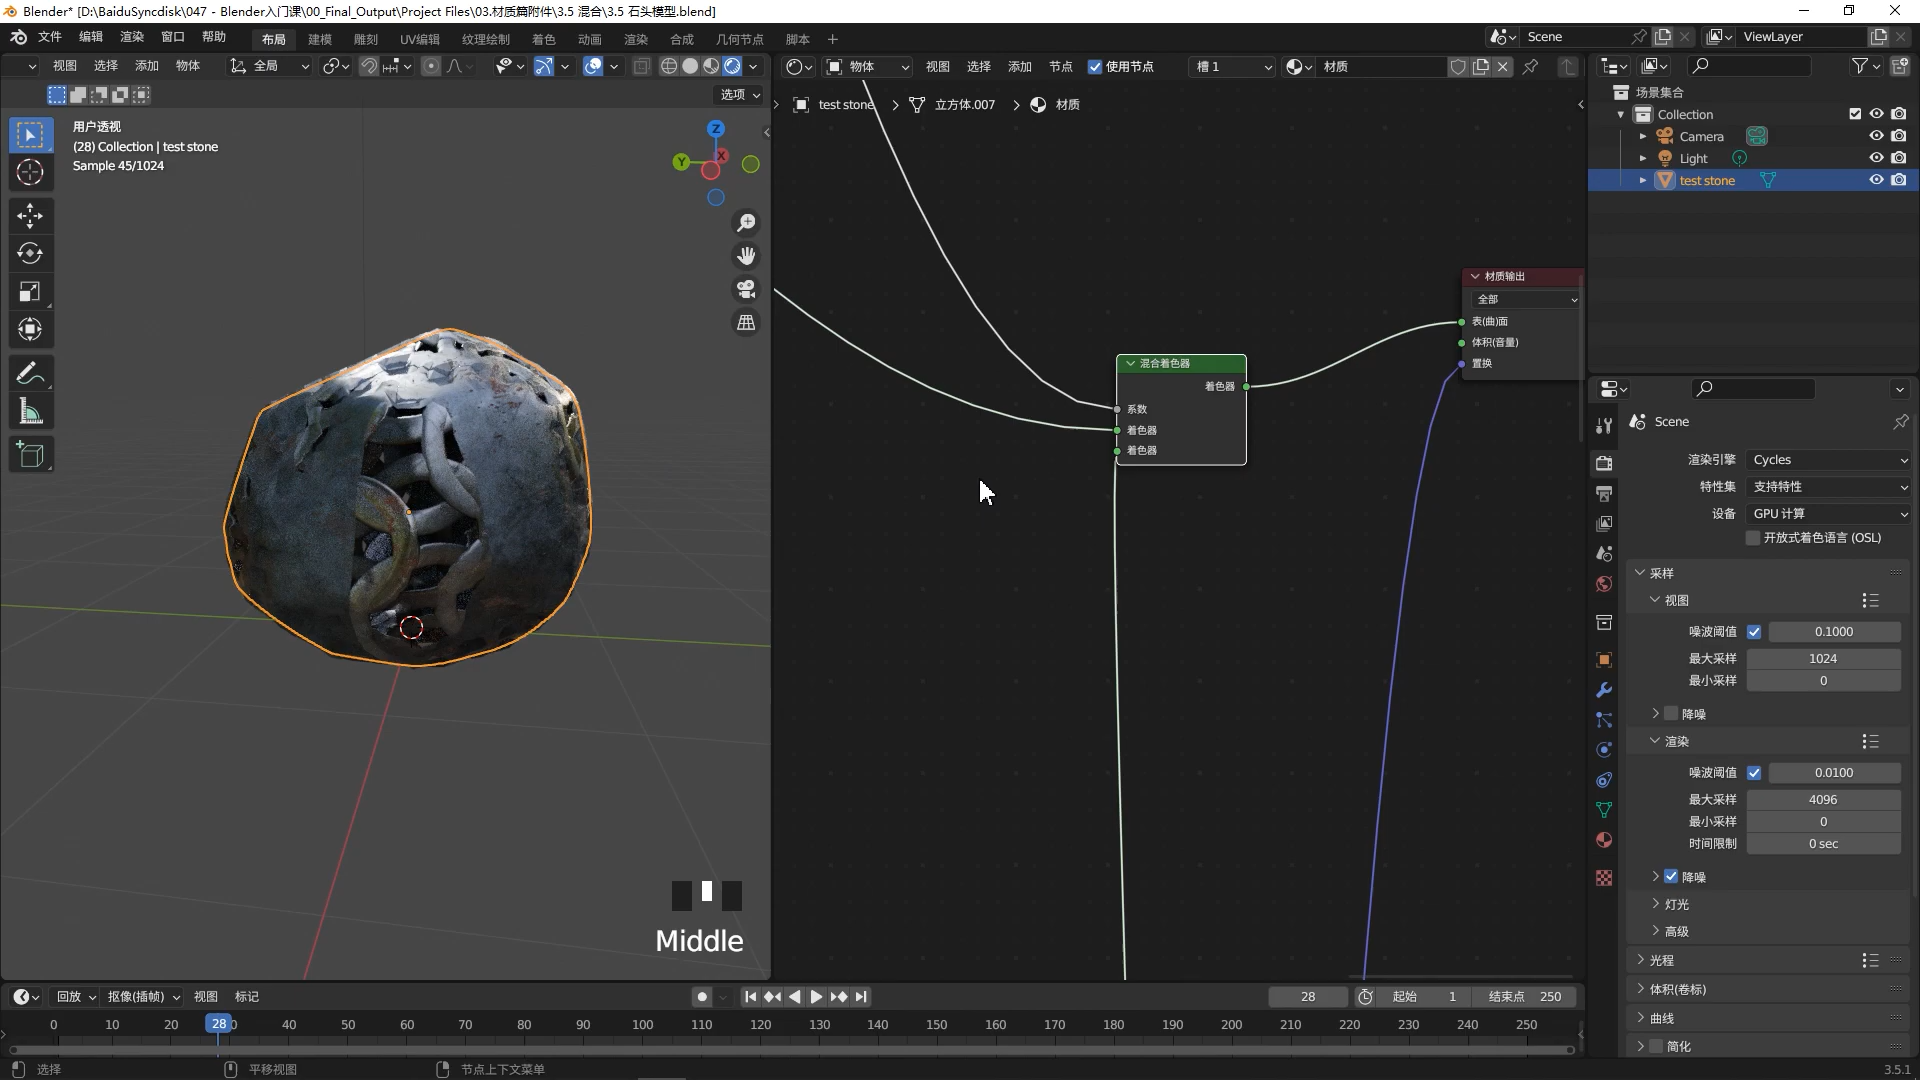 Blender* [D:\BaiduSyncdisk\047 - Blender入门课\00_Final_Output\Project Files\03.材质篇附件\3.5 混合\3.5 石头模型.blend]
文件 编辑 渲染 窗口 帮助 布局 建模 雕刻 UV编辑 纹理绘制 着色 动画 渲染 合成 几何节点 脚本 + Scene ViewLayer
视图 选择 添加 物体 全局
选项
用户透视
(28) Collection | test stone
Sample 45/1024
Z
Y
X
Middle
物体 视图 选择 添加 节点 使用节点 槽 1 材质
test stone > 立方体.007 > 材质
混合着色器
着色器
系数
着色器
着色器
材质输出
全部
表(曲)面
体积(音量)
置换
场景集合
Collection
Camera
Light
test stone
Scene
渲染引擎 Cycles
特性集 支持特性
设备 GPU 计算
开放式着色语言 (OSL)
采样
视图
噪波阈值 0.1000
最大采样 1024
最小采样 0
降噪
渲染
噪波阈值 0.0100
最大采样 4096
最小采样 0
时间限制 0 sec
降噪
灯光
高级
光程
体积(卷标)
曲线
简化
回放 抠像(插帧) 视图 标记 28 起始 1 结束点 250
0 10 20 28 0 40 50 60 70 80 90 100 110 120 130 140 150 160 170 180 190 200 210 220 230 240 250
选择 平移视图 节点上下文菜单 3.5.1